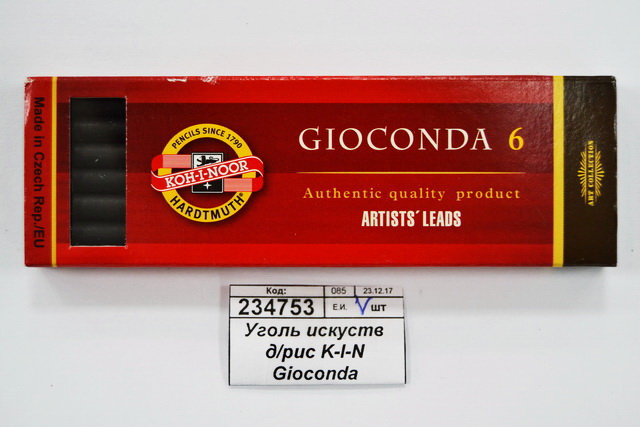 Made in Czech Rep./EU
PENCILS SINCE 1790
KOH-I-NOOR
HARDTMUTH
GIOCONDA 6
Authentic quality product
ARTISTS' LEADS
ART COLLECTION
Код: 085 23.12.17
234753 Е.И. шт
Уголь искуств
д/рис K-I-N
Gioconda